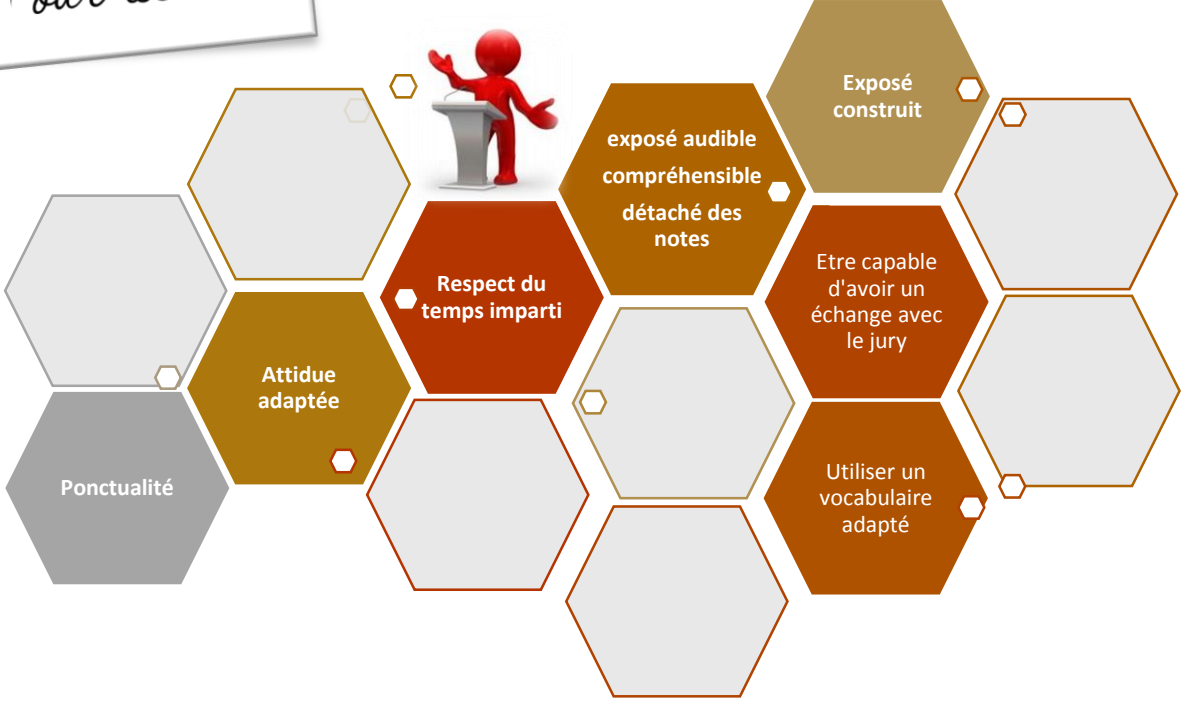 Exposé
construit
exposé audible
compréhensible
détaché des
notes
Respect du
temps imparti
Etre capable
d'avoir un
échange avec
le jury
Attidue
adaptée
Ponctualité
Utiliser un
vocabulaire
adapté